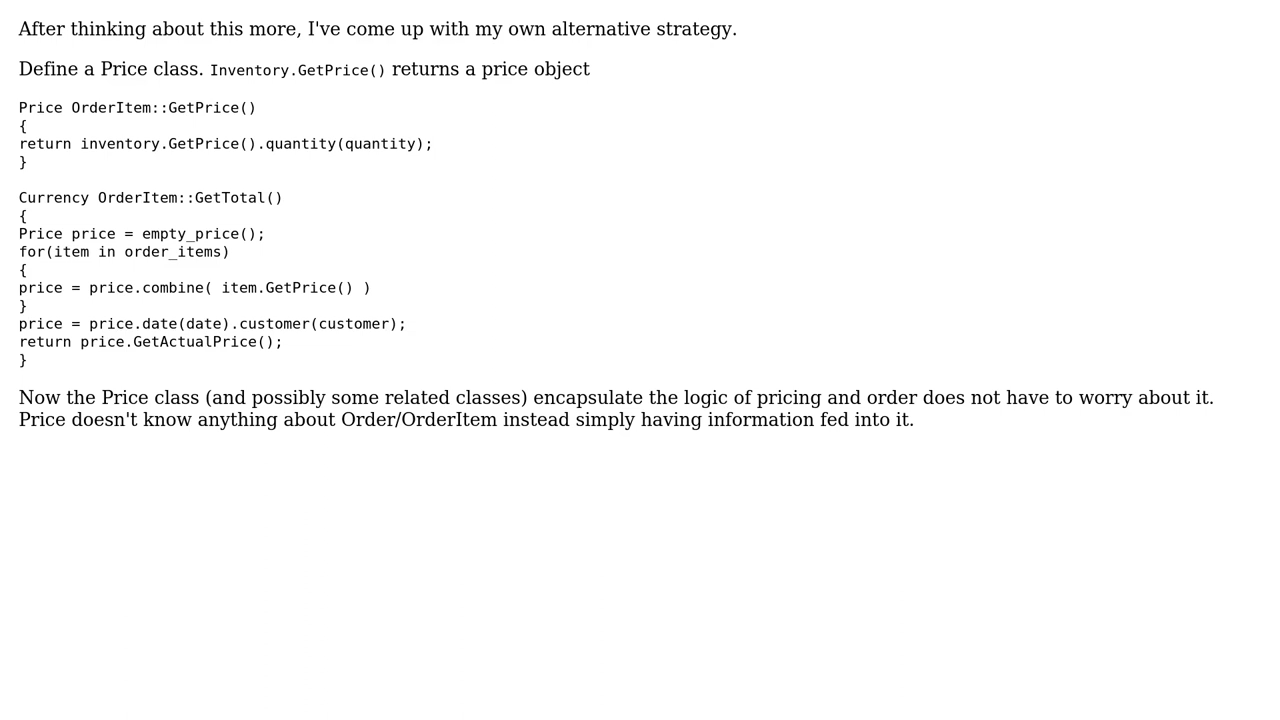 After thinking about this more, I've come up with my own alternative strategy.
Define a Price class. Inventory.GetPrice() returns a price object
Price OrderItem::GetPrice()
{
return inventory.GetPrice().quantity(quantity);
}
Currency OrderItem::GetTotal()
{
Price price = empty_price();
for(item in order_items)
{
price = price.combine( item.GetPrice() )
}
price = price.date(date).customer(customer);
return price.GetActualPrice();
}
Now the Price class (and possibly some related classes) encapsulate the logic of pricing and order does not have to worry about it.
Price doesn't know anything about Order/OrderItem instead simply having information fed into it.